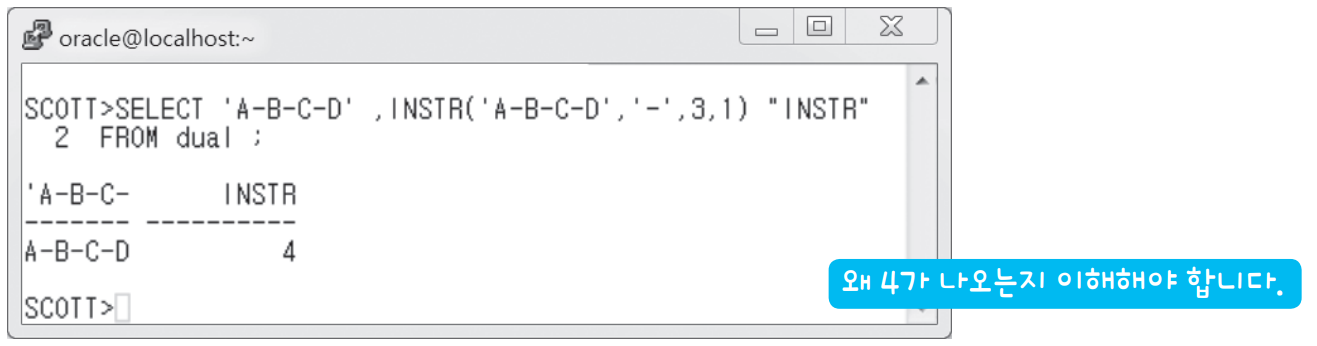 oracle@localhost:~
SCOTT>SELECT 'A-B-C-D' ,INSTR('A-B-C-D','-',3,1) "INSTR"
2 FROM dual ;
'A-B-C- INSTR
------- ----------
A-B-C-D 4
SCOTT>
왜 4가 나오는지 이해해야 합니다.